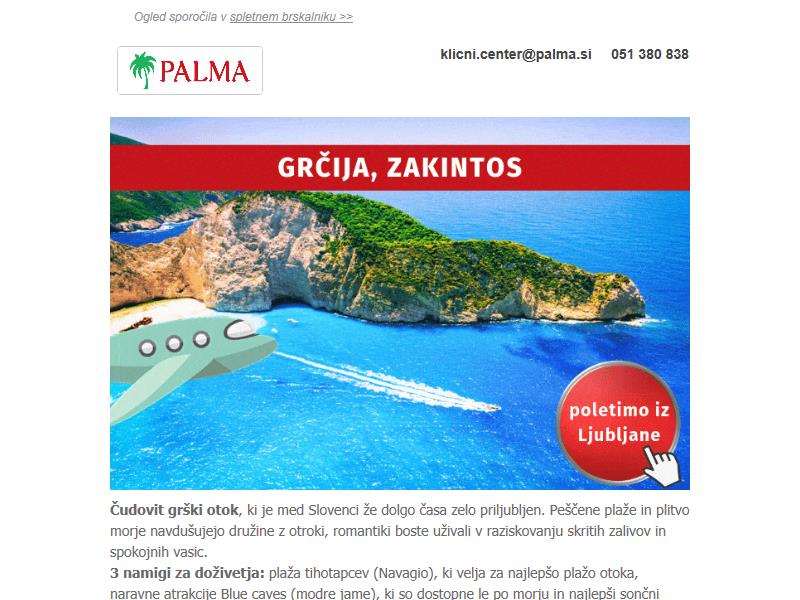 Ogled sporočila v spletnem brskalniku >>
PALMA
klicni.center@palma.si 051 380 838
GRČIJA, ZAKINTOS
poletimo iz
Ljubljane
Čudovit grški otok, ki je med Slovenci že dolgo časa zelo priljubljen. Peščene plaže in plitvo
morje navdušujejo družine z otroki, romantiki boste uživali v raziskovanju skritih zalivov in
spokojnih vasic.
3 namigi za doživetja: plaža tihotapcev (Navagio), ki velja za najlepšo plažo otoka,
naravne atrakcije Blue caves (modre jame), ki so dostopne le po morju in najlepši sončni